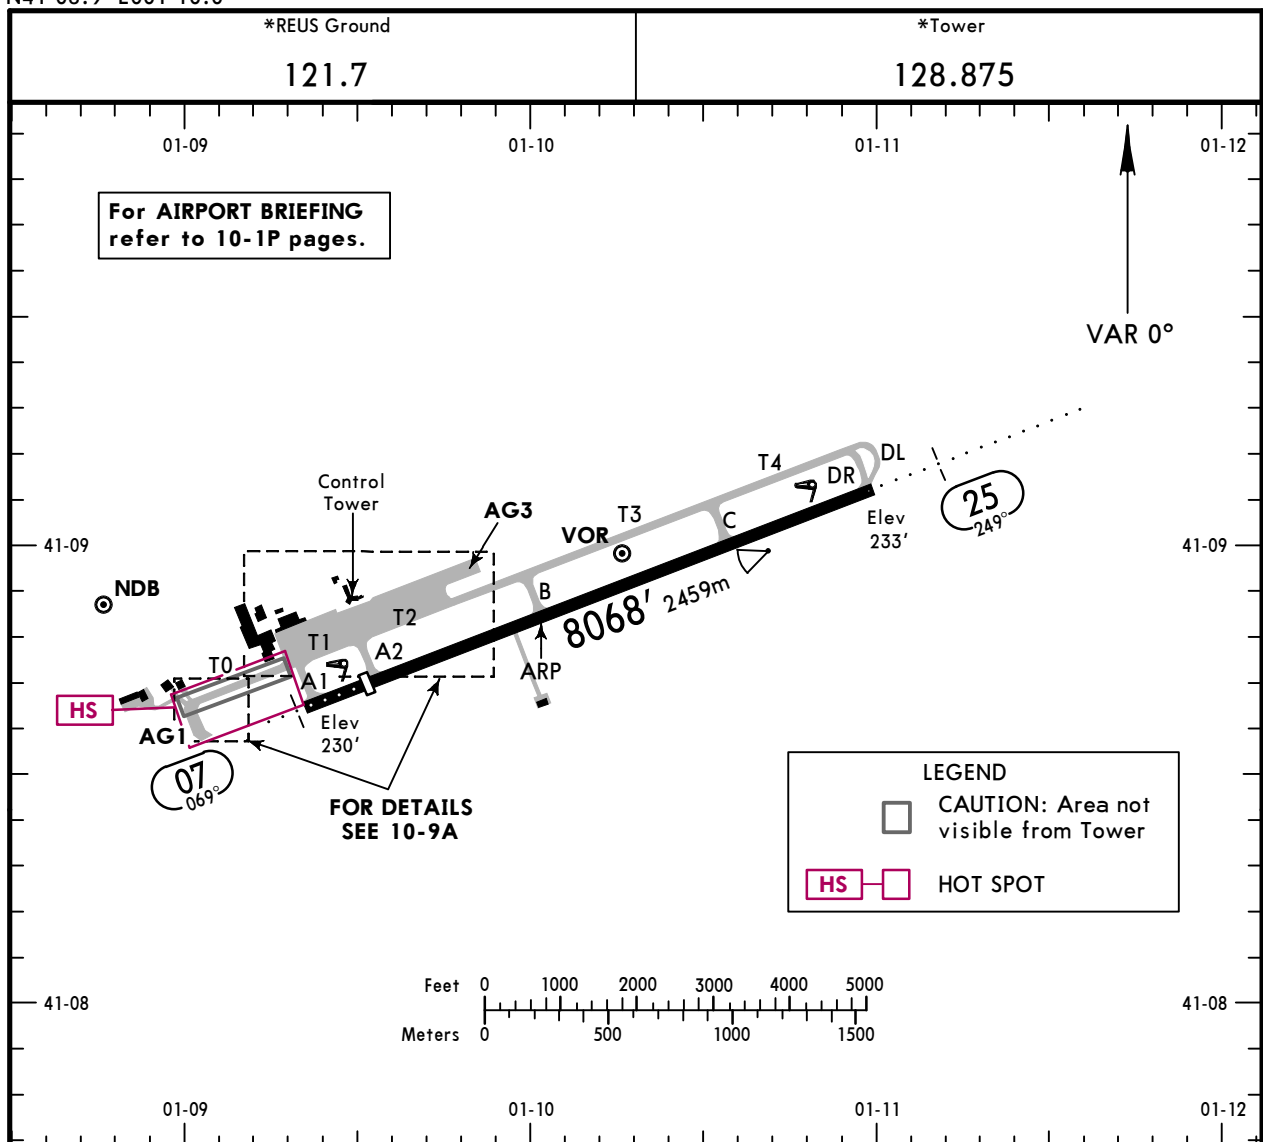 *REUS Ground
*Tower
121.7
128.875
01-09
01-10
01-11
01-12
For AIRPORT BRIEFING
refer to 10-1P pages.
VAR 0°
Control
Tower
AG3
VOR
T3
T4
DL
DR
C
25
249°
Elev
233'
41-09
41-09
NDB
B
T2
T1
A2
8068' 2459m
ARP
T0
A1
HS
AG1
Elev
230'
07
069°
FOR DETAILS
SEE 10-9A
LEGEND
CAUTION: Area not
visible from Tower
HS
HOT SPOT
Feet 0 1000 2000 3000 4000 5000
Meters 0 500 1000 1500
41-08
41-08
01-09
01-10
01-11
01-12